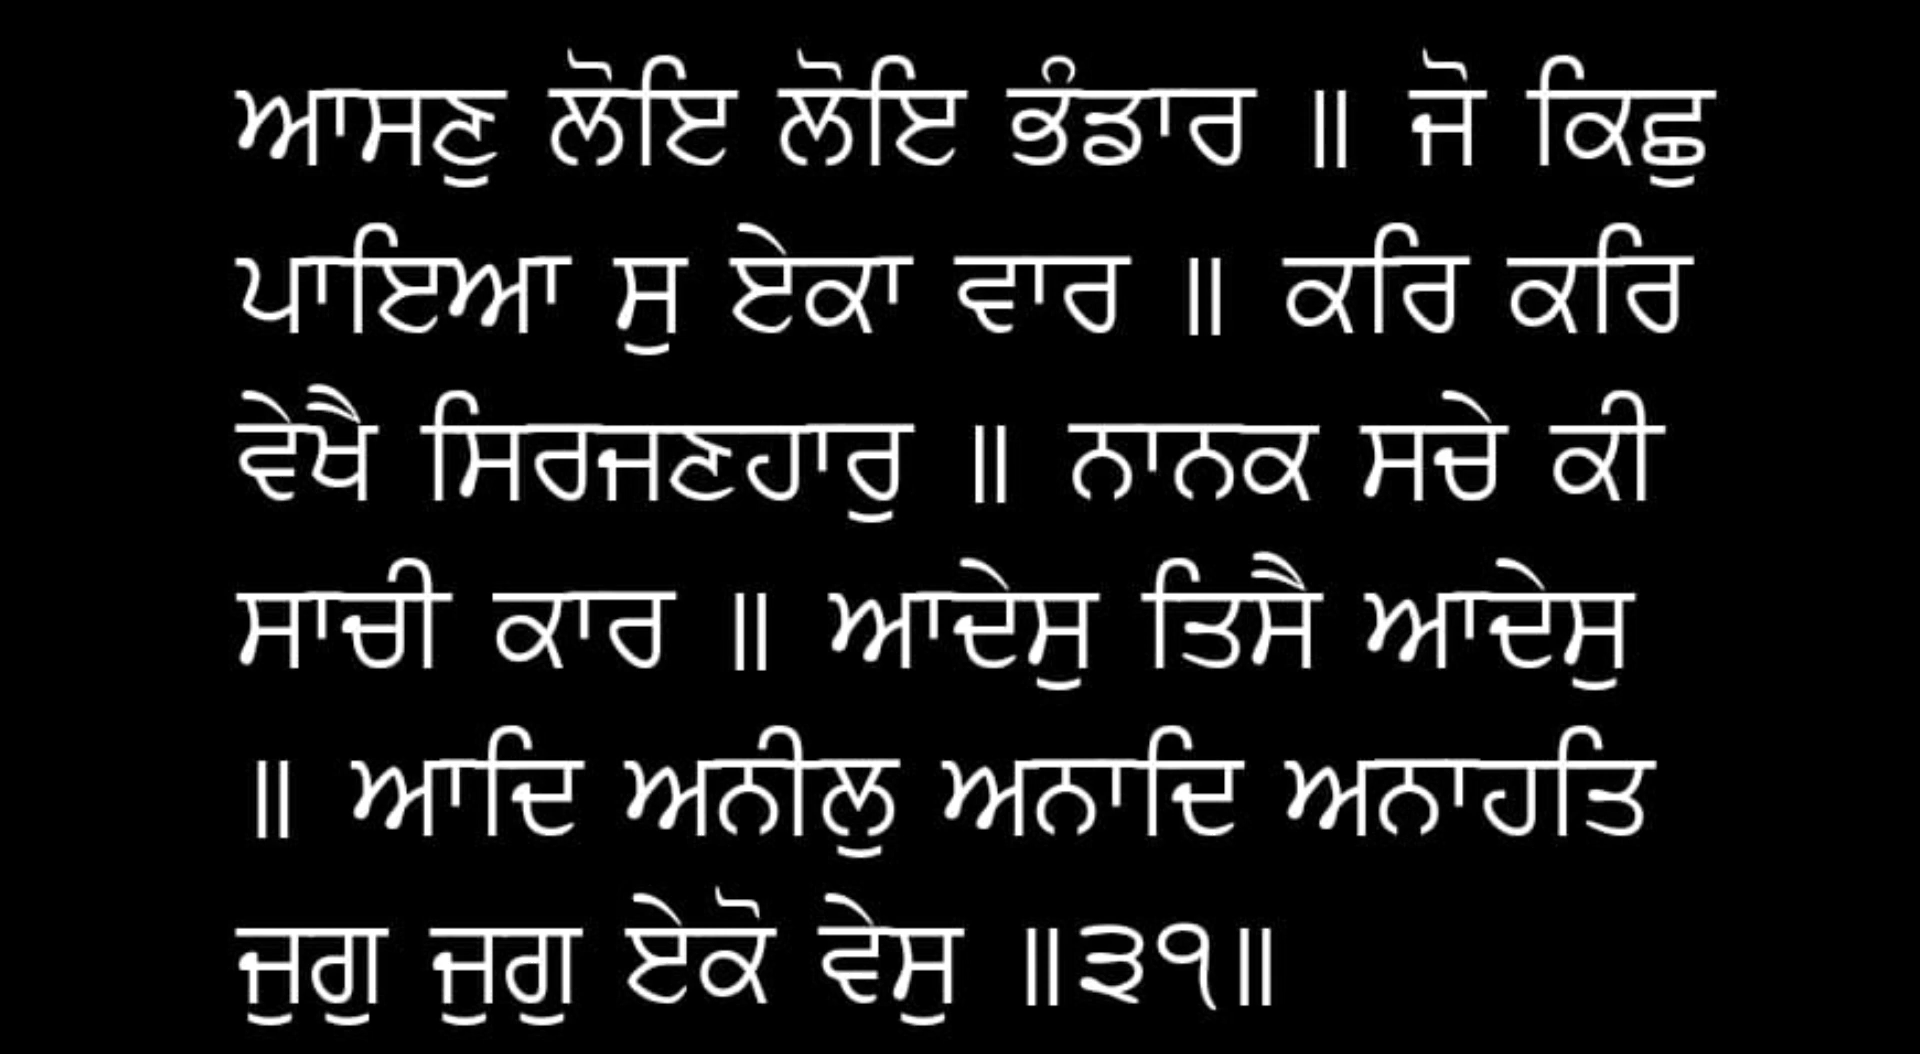 ਆਸਣੁ ਲੋਇ ਲੋਇ ਭੰਡਾਰ ॥ ਜੋ ਕਿਛੁ
ਪਾਇਆ ਸੁ ਏਕਾ ਵਾਰ ॥ ਕਰਿ ਕਰਿ
ਵੇਖੈ ਸਿਰਜਣਹਾਰੁ ॥ ਨਾਨਕ ਸਚੇ ਕੀ
ਸਾਚੀ ਕਾਰ ॥ ਆਦੇਸੁ ਤਿਸੈ ਆਦੇਸੁ
॥ ਆਦਿ ਅਨੀਲੁ ਅਨਾਦਿ ਅਨਾਹਤਿ
ਜੁਗੁ ਜੁਗੁ ਏਕੋ ਵੇਸੁ ॥੩੧॥